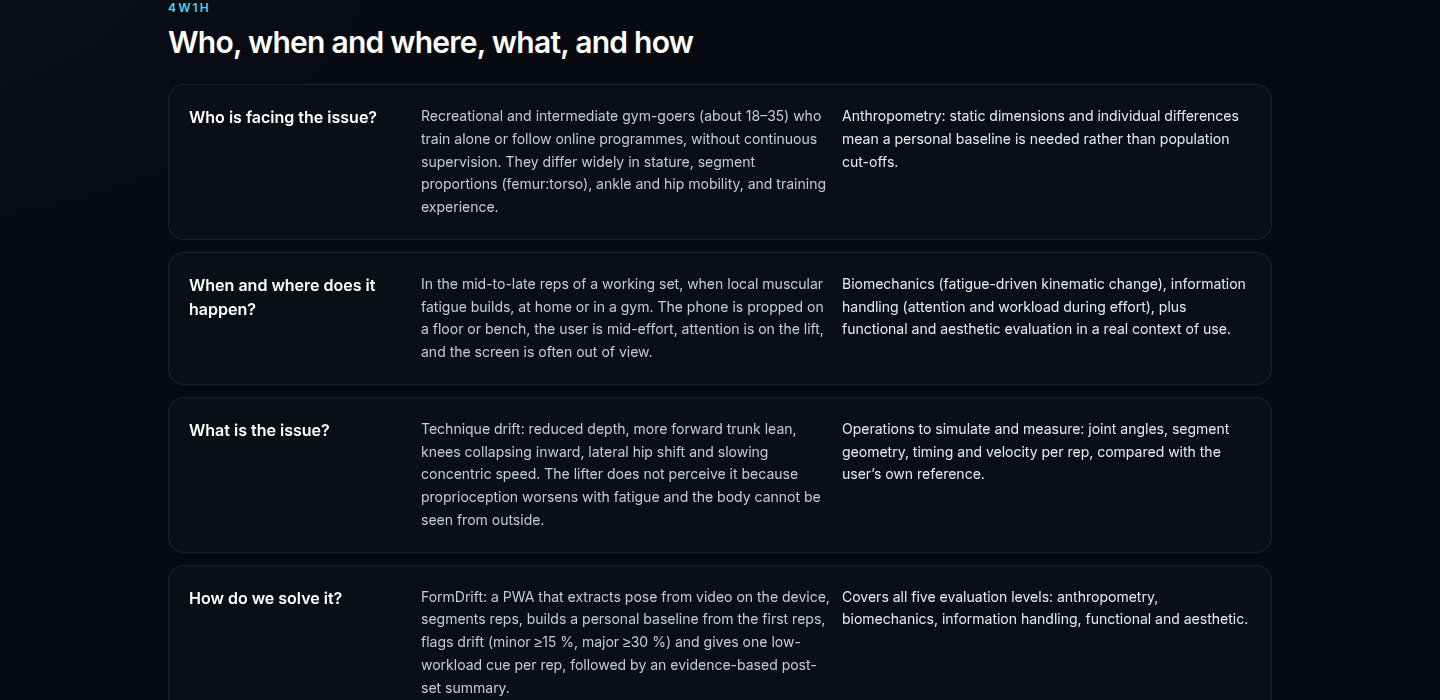 4W1H
Who, when and where, what, and how
Who is facing the issue?
Recreational and intermediate gym-goers (about 18–35) who
train alone or follow online programmes, without continuous
supervision. They differ widely in stature, segment
proportions (femur:torso), ankle and hip mobility, and training
experience.
Anthropometry: static dimensions and individual differences
mean a personal baseline is needed rather than population
cut-offs.
When and where does it
happen?
In the mid-to-late reps of a working set, when local muscular
fatigue builds, at home or in a gym. The phone is propped on
a floor or bench, the user is mid-effort, attention is on the lift,
and the screen is often out of view.
Biomechanics (fatigue-driven kinematic change), information
handling (attention and workload during effort), plus
functional and aesthetic evaluation in a real context of use.
What is the issue?
Technique drift: reduced depth, more forward trunk lean,
knees collapsing inward, lateral hip shift and slowing
concentric speed. The lifter does not perceive it because
proprioception worsens with fatigue and the body cannot be
seen from outside.
Operations to simulate and measure: joint angles, segment
geometry, timing and velocity per rep, compared with the
user’s own reference.
How do we solve it?
FormDrift: a PWA that extracts pose from video on the device,
segments reps, builds a personal baseline from the first reps,
flags drift (minor ≥15 %, major ≥30 %) and gives one low-
workload cue per rep, followed by an evidence-based post-
set summary.
Covers all five evaluation levels: anthropometry,
biomechanics, information handling, functional and aesthetic.